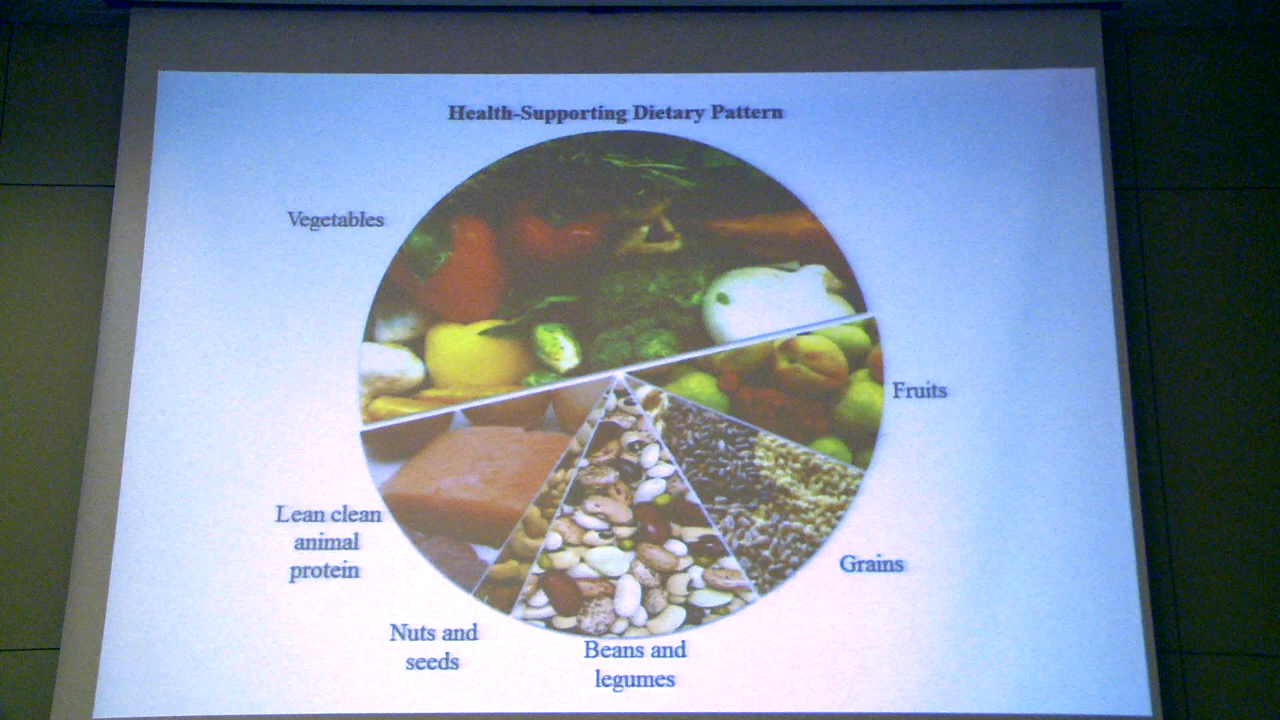 Health-Supporting Dietary Pattern
Vegetables
Fruits
Lean clean
animal
protein
Grains
Nuts and
seeds
Beans and
legumes